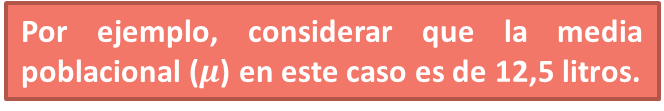 Por ejemplo, considerar que la media
poblacional (𝝁) en este caso es de 12,5 litros.